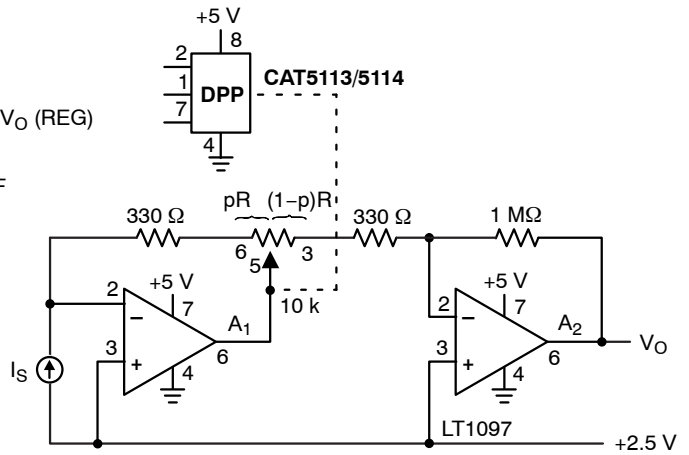 +5 V
8
2
1
7
DPP
CAT5113/5114
4
V_O (REG)
F
pR (1−p)R
330 Ω
6
5
3
330 Ω
1 MΩ
10 k
+5 V
7
2
−
3
+
A₁
6
4
I_S
+5 V
7
2
−
3
+
A₂
6
4
V_O
LT1097
+2.5 V